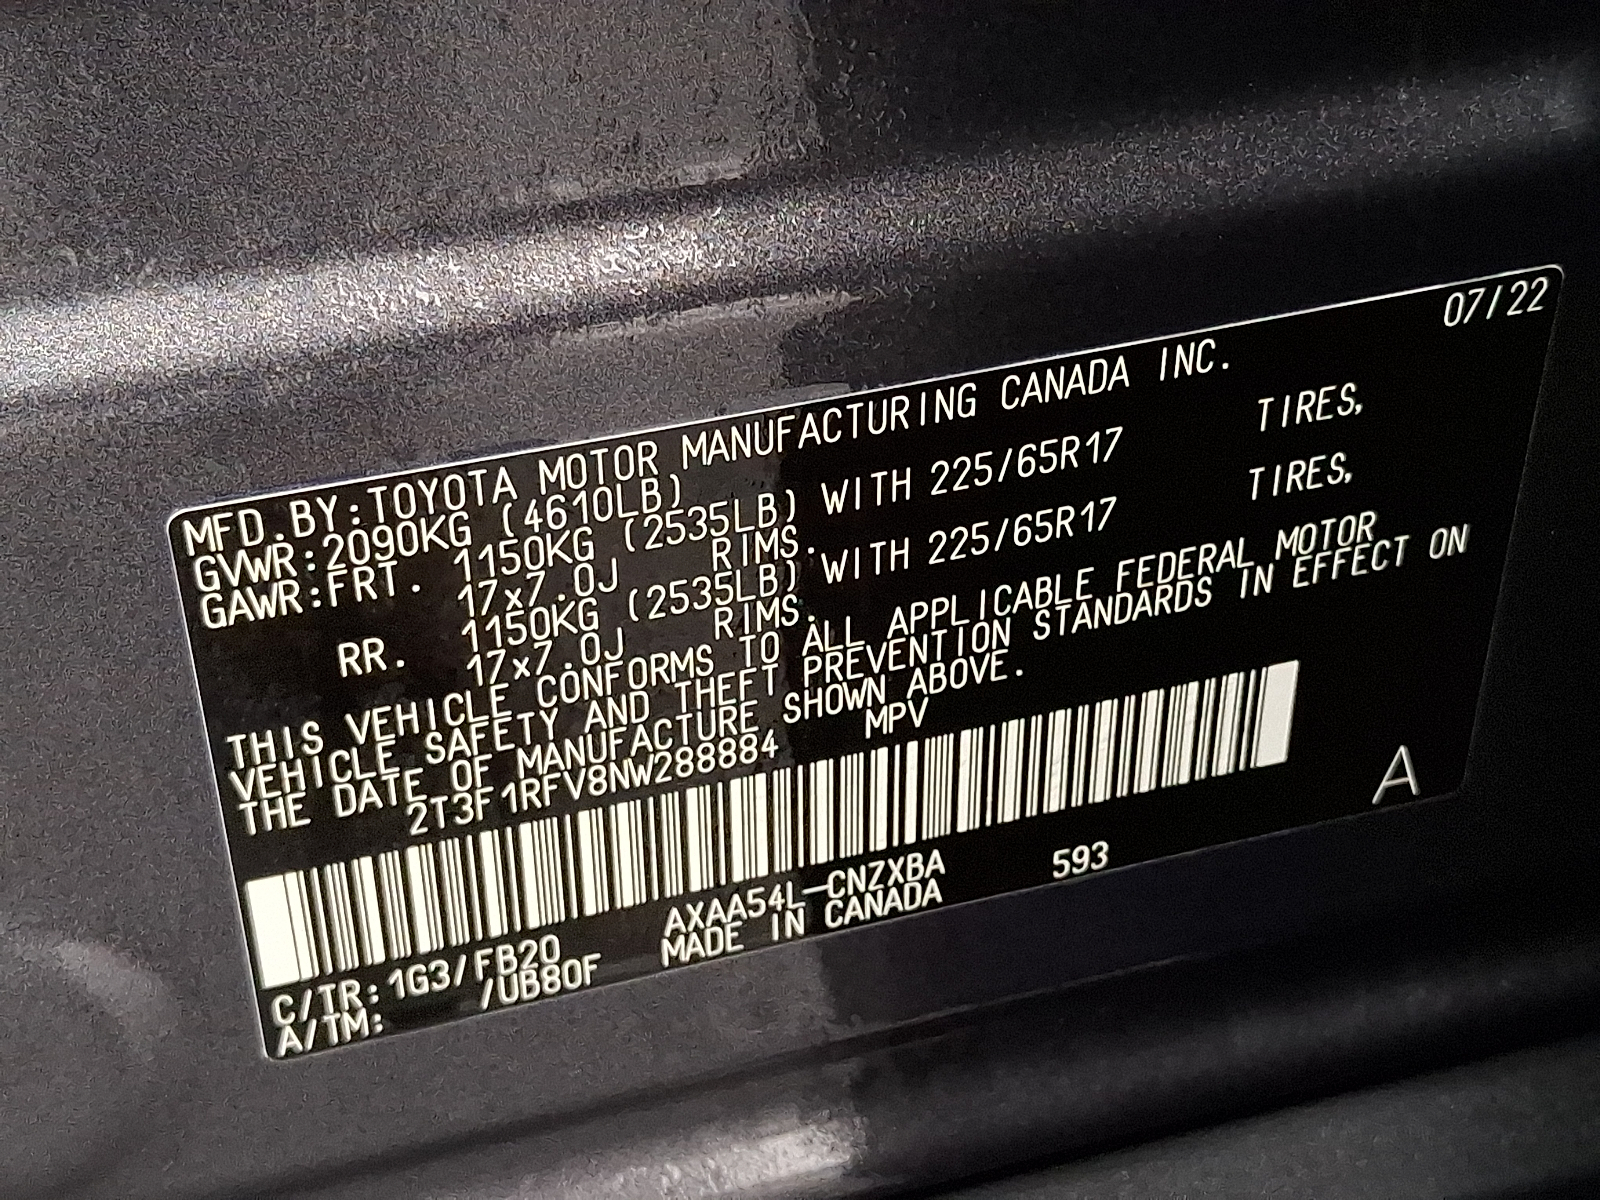 07/22
MFD.BY:TOYOTA MOTOR MANUFACTURING CANADA INC.
GVWR:2090KG (4610LB)
GAWR:FRT. 1150KG (2535LB) WITH 225/65R17 TIRES,
17x7.0J RIMS.
RR. 1150KG (2535LB) WITH 225/65R17 TIRES,
17x7.0J RIMS.
THIS VEHICLE CONFORMS TO ALL APPLICABLE FEDERAL MOTOR
VEHICLE SAFETY AND THEFT PREVENTION STANDARDS IN EFFECT ON
THE DATE OF MANUFACTURE SHOWN ABOVE.
2T3F1RFV8NW288884 MPV
A
C/TR:1G3/FB20 AXAA54L-CNZXBA 593
A/TM: /UB80F MADE IN CANADA